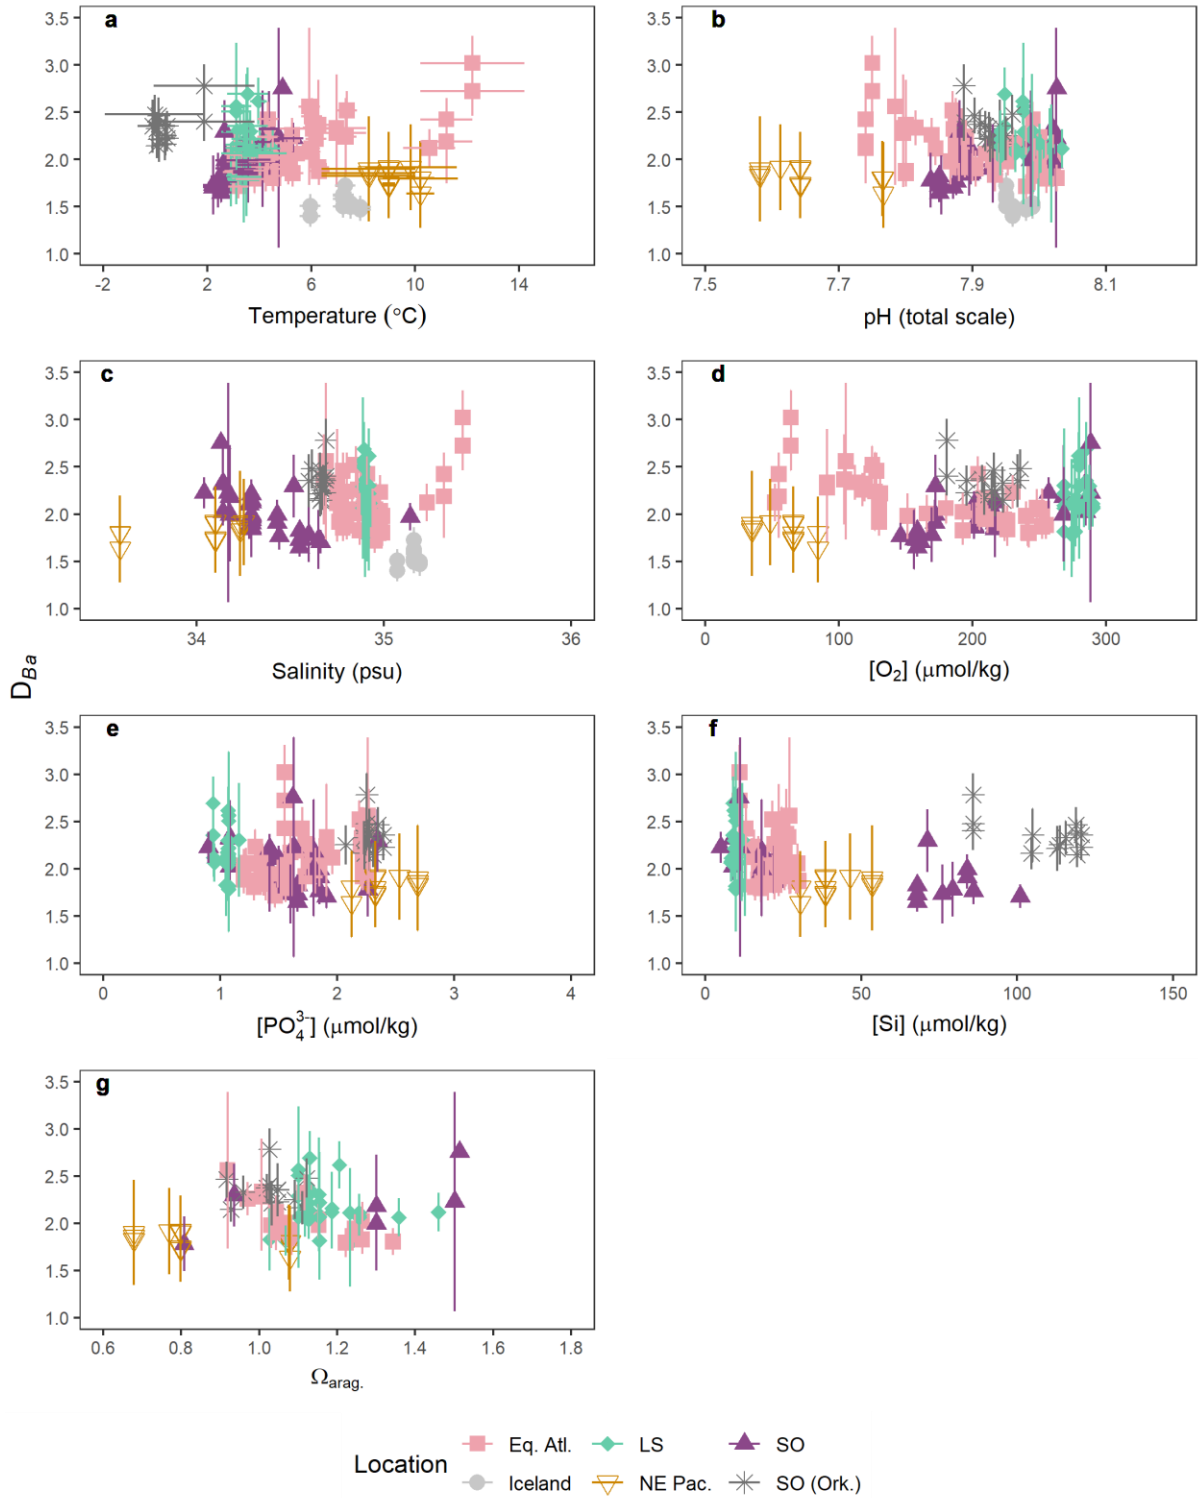 a
3.5
3.0
2.5
2.0
1.5
1.0
-2 2 6 10 14
Temperature (°C)
b
3.5
3.0
2.5
2.0
1.5
1.0
7.5 7.7 7.9 8.1
pH (total scale)
c
3.5
3.0
2.5
2.0
1.5
1.0
34 35 36
Salinity (psu)
d
3.5
3.0
2.5
2.0
1.5
1.0
0 100 200 300
[O₂] (μmol/kg)
D_Ba
e
3.5
3.0
2.5
2.0
1.5
1.0
0 1 2 3 4
[PO₄³⁻] (μmol/kg)
f
3.5
3.0
2.5
2.0
1.5
1.0
0 50 100 150
[Si] (μmol/kg)
g
3.5
3.0
2.5
2.0
1.5
1.0
0.6 0.8 1.0 1.2 1.4 1.6 1.8
Ωarag.
Location
Eq. Atl. LS SO
Iceland NE Pac. SO (Ork.)